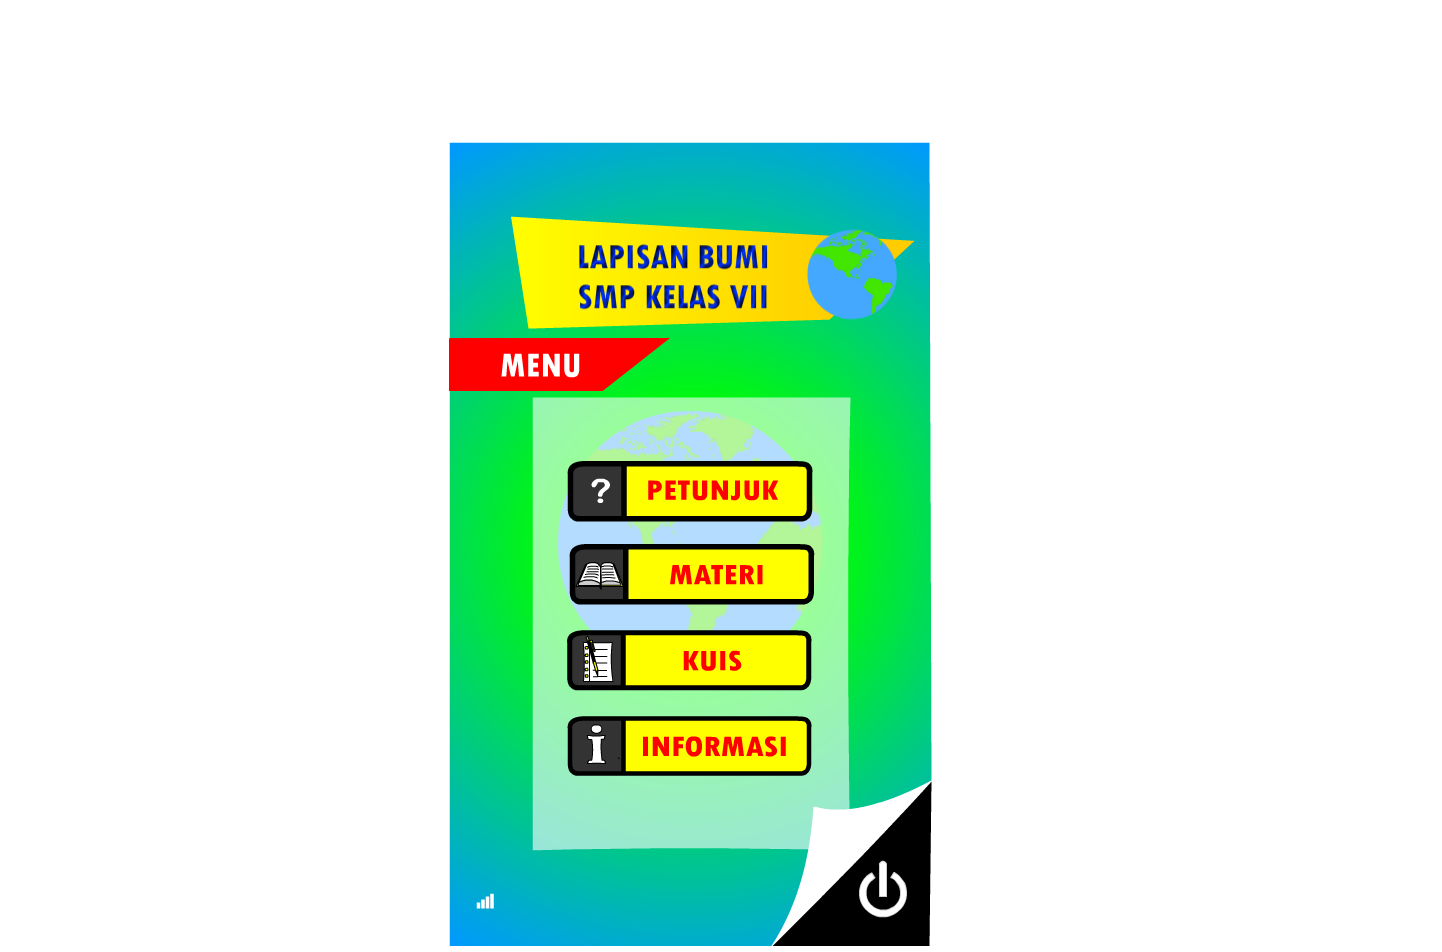 LAPISAN BUMI
SMP KELAS VII
MENU
?
PETUNJUK
MATERI
KUIS
i
INFORMASI